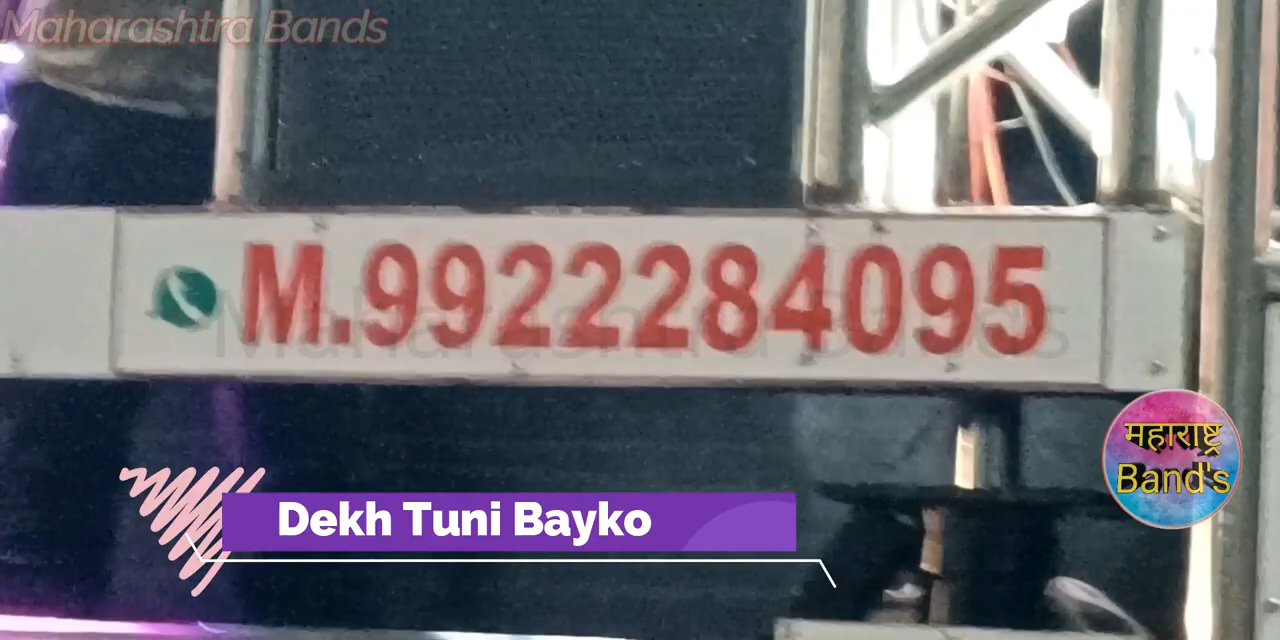 Maharashtra Bands
M.9922284095
Maharashtra Bands
महाराष्ट्र
Band's
Dekh Tuni Bayko